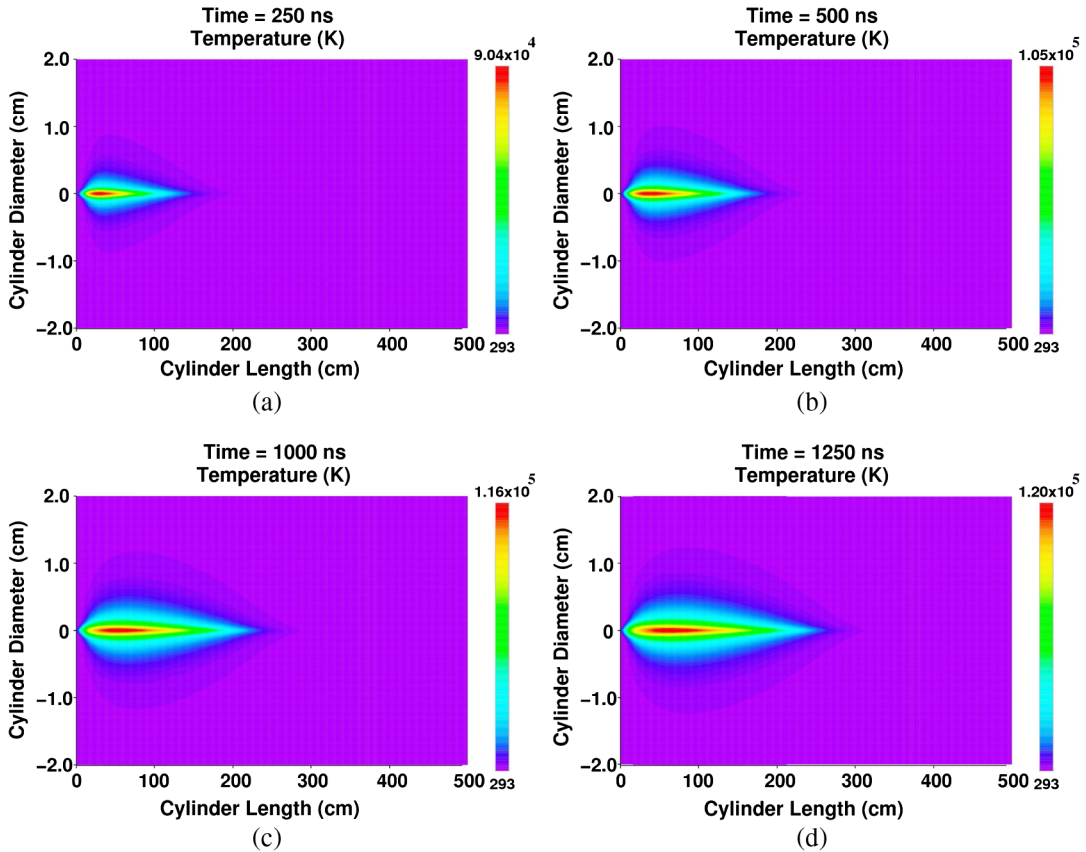 Time = 250 ns
Temperature (K)
9.04x10^4
2.0
1.0
0
−1.0
−2.0
Cylinder Diameter (cm)
0 100 200 300 400 500
293
Cylinder Length (cm)
(a)
Time = 500 ns
Temperature (K)
1.05x10^5
2.0
1.0
0
−1.0
−2.0
Cylinder Diameter (cm)
0 100 200 300 400 500
293
Cylinder Length (cm)
(b)
Time = 1000 ns
Temperature (K)
1.16x10^5
2.0
1.0
0
−1.0
−2.0
Cylinder Diameter (cm)
0 100 200 300 400 500
293
Cylinder Length (cm)
(c)
Time = 1250 ns
Temperature (K)
1.20x10^5
2.0
1.0
0
−1.0
−2.0
Cylinder Diameter (cm)
0 100 200 300 400 500
293
Cylinder Length (cm)
(d)